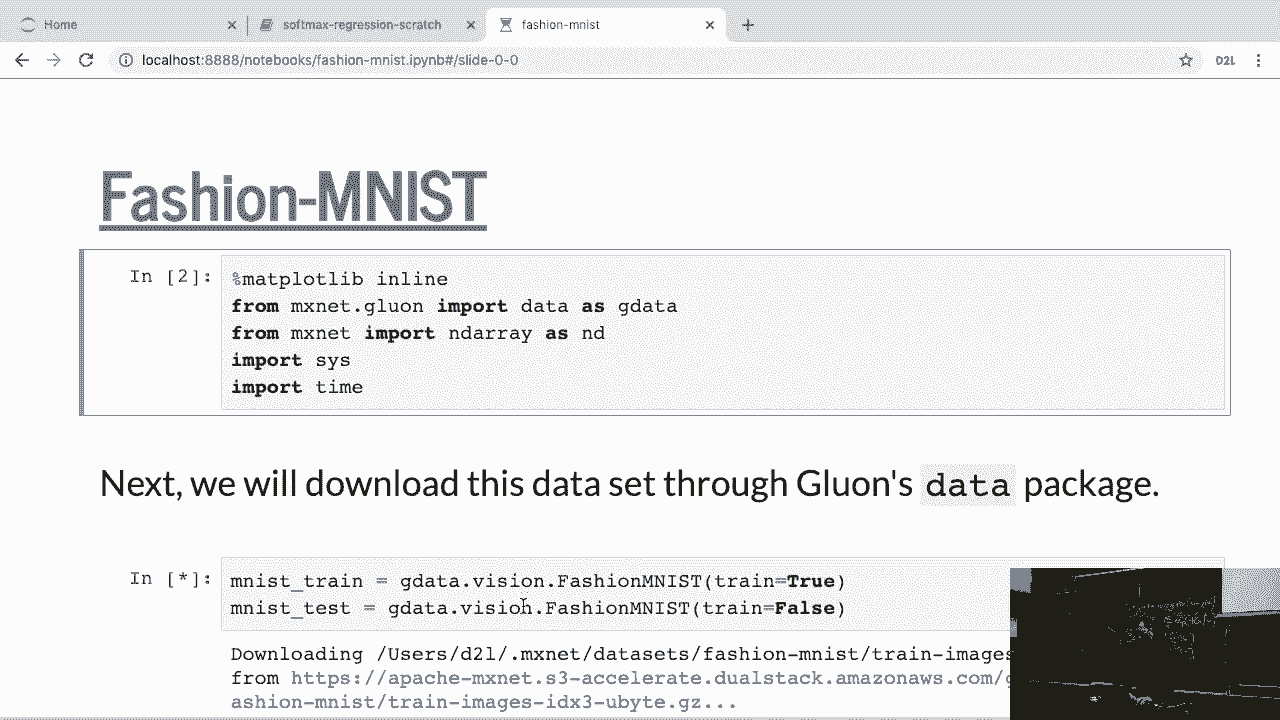 Home
softmax-regression-scratch
fashion-mnist
localhost:8888/notebooks/fashion-mnist.ipynb#/slide-0-0
D2L
Fashion-MNIST
In [2]:
%matplotlib inline
from mxnet.gluon import data as gdata
from mxnet import ndarray as nd
import sys
import time
Next, we will download this data set through Gluon's data package.
In [*]:
mnist_train = gdata.vision.FashionMNIST(train=True)
mnist_test = gdata.vision.FashionMNIST(train=False)
Downloading /Users/d2l/.mxnet/datasets/fashion-mnist/train-images
from https://apache-mxnet.s3-accelerate.dualstack.amazonaws.com/
ashion-mnist/train-images-idx3-ubyte.gz...